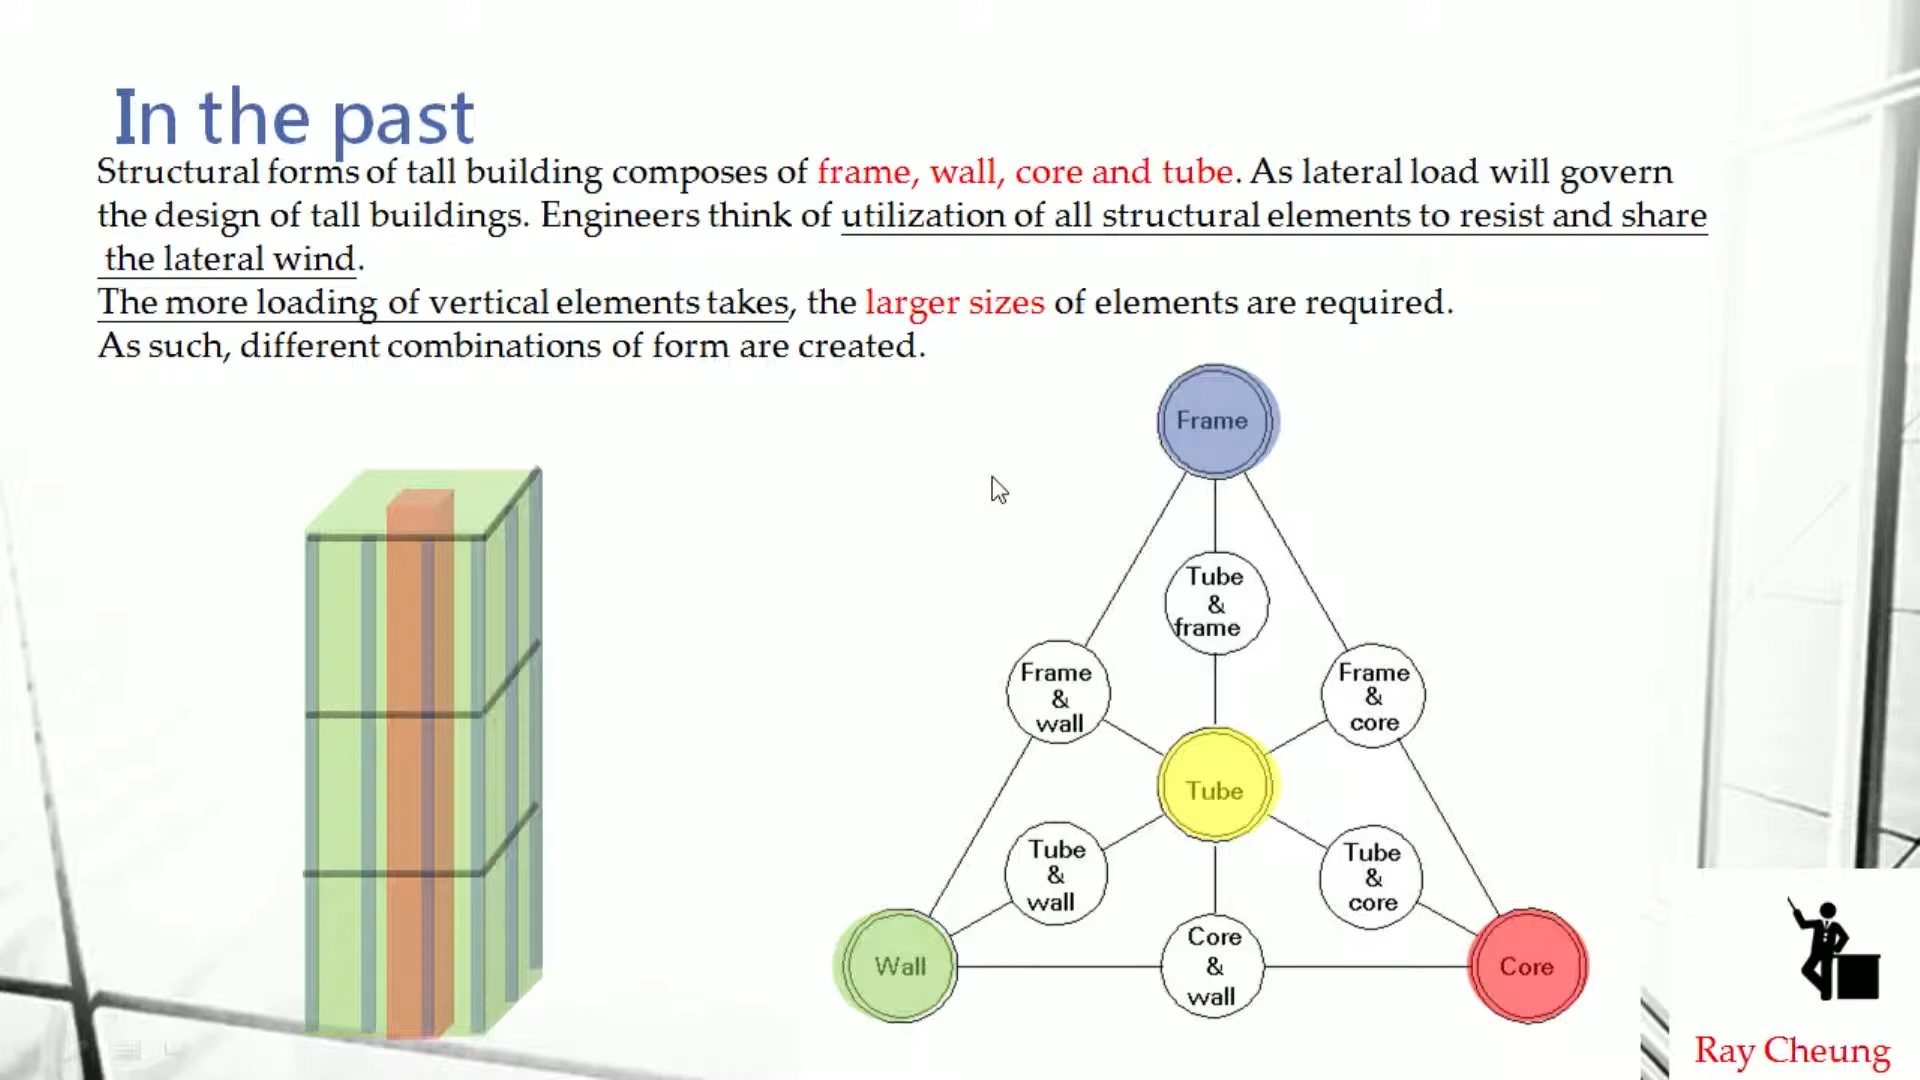 In the past
Structural forms of tall building composes of frame, wall, core and tube. As lateral load will govern
the design of tall buildings. Engineers think of utilization of all structural elements to resist and share
the lateral wind.
The more loading of vertical elements takes, the larger sizes of elements are required.
As such, different combinations of form are created.
Frame
Tube
&
frame
Frame
&
wall
Frame
&
core
Tube
Tube
&
wall
Tube
&
core
Wall
Core
&
wall
Core
Ray Cheung